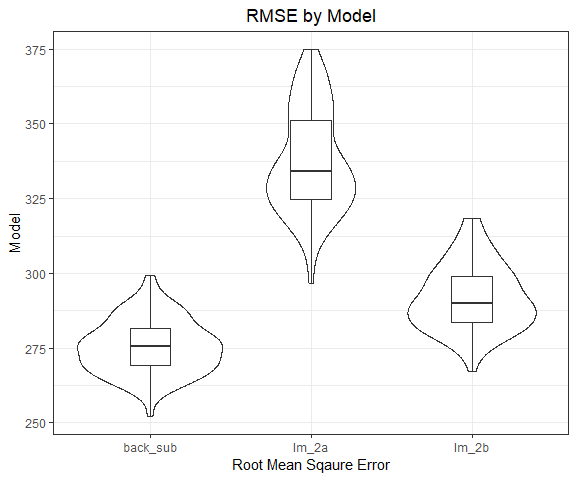 RMSE by Model
375
350
325
300
275
250
Model
back_sub
lm_2a
lm_2b
Root Mean Sqaure Error